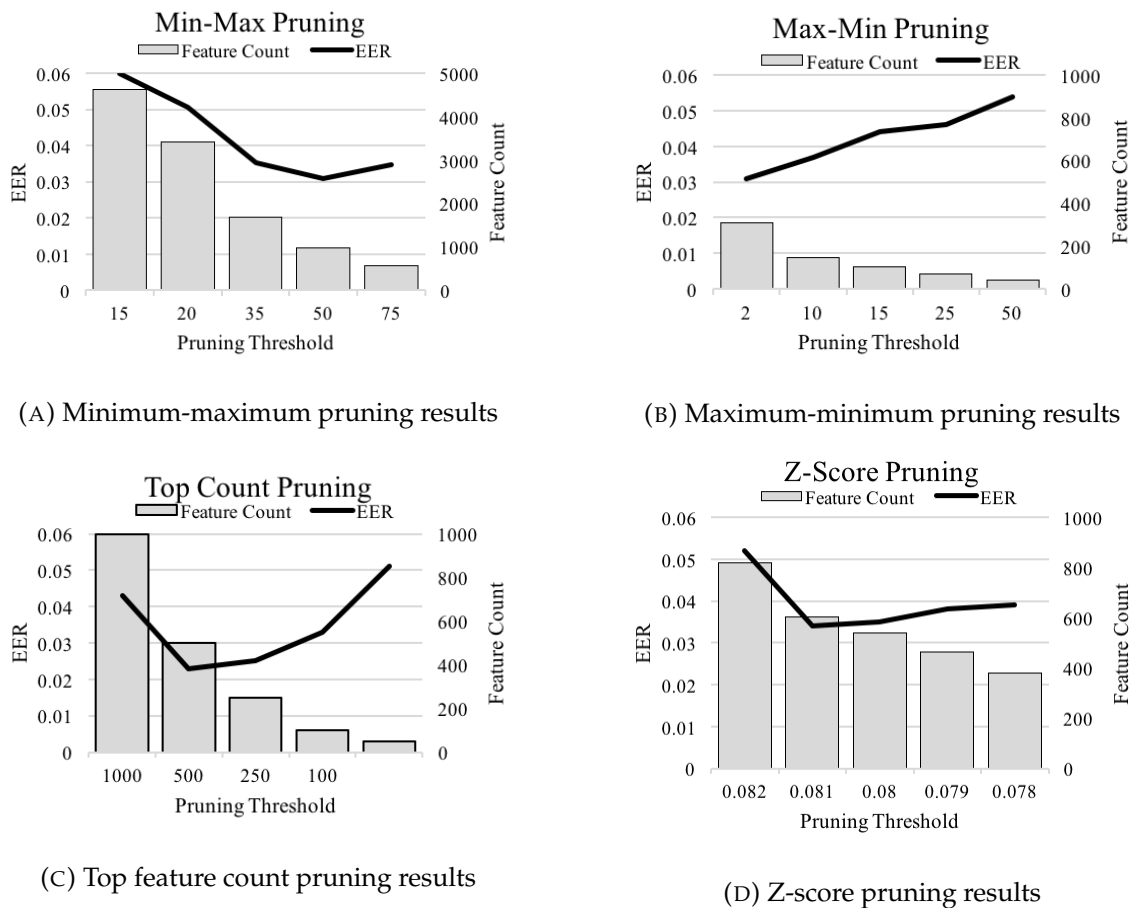 Min-Max Pruning
Feature Count EER
0.06 5000
0.05 4000
0.04 3000
0.03 2000
0.02 1000
0.01 0
0
EER
Feature Count
15 20 35 50 75
Pruning Threshold
(A) Minimum-maximum pruning results
Max-Min Pruning
Feature Count EER
0.06 1000
0.05 800
0.04 600
0.03 400
0.02 200
0.01 0
0
EER
Feature Count
2 10 15 25 50
Pruning Threshold
(B) Maximum-minimum pruning results
Top Count Pruning
Feature Count EER
0.06 1000
0.05 800
0.04 600
0.03 400
0.02 200
0.01 0
0
EER
Feature Count
1000 500 250 100
Pruning Threshold
(C) Top feature count pruning results
Z-Score Pruning
Feature Count EER
0.06 1000
0.05 800
0.04 600
0.03 400
0.02 200
0.01 0
0
EER
Feature Count
0.082 0.081 0.08 0.079 0.078
Pruning Threshold
(D) Z-score pruning results